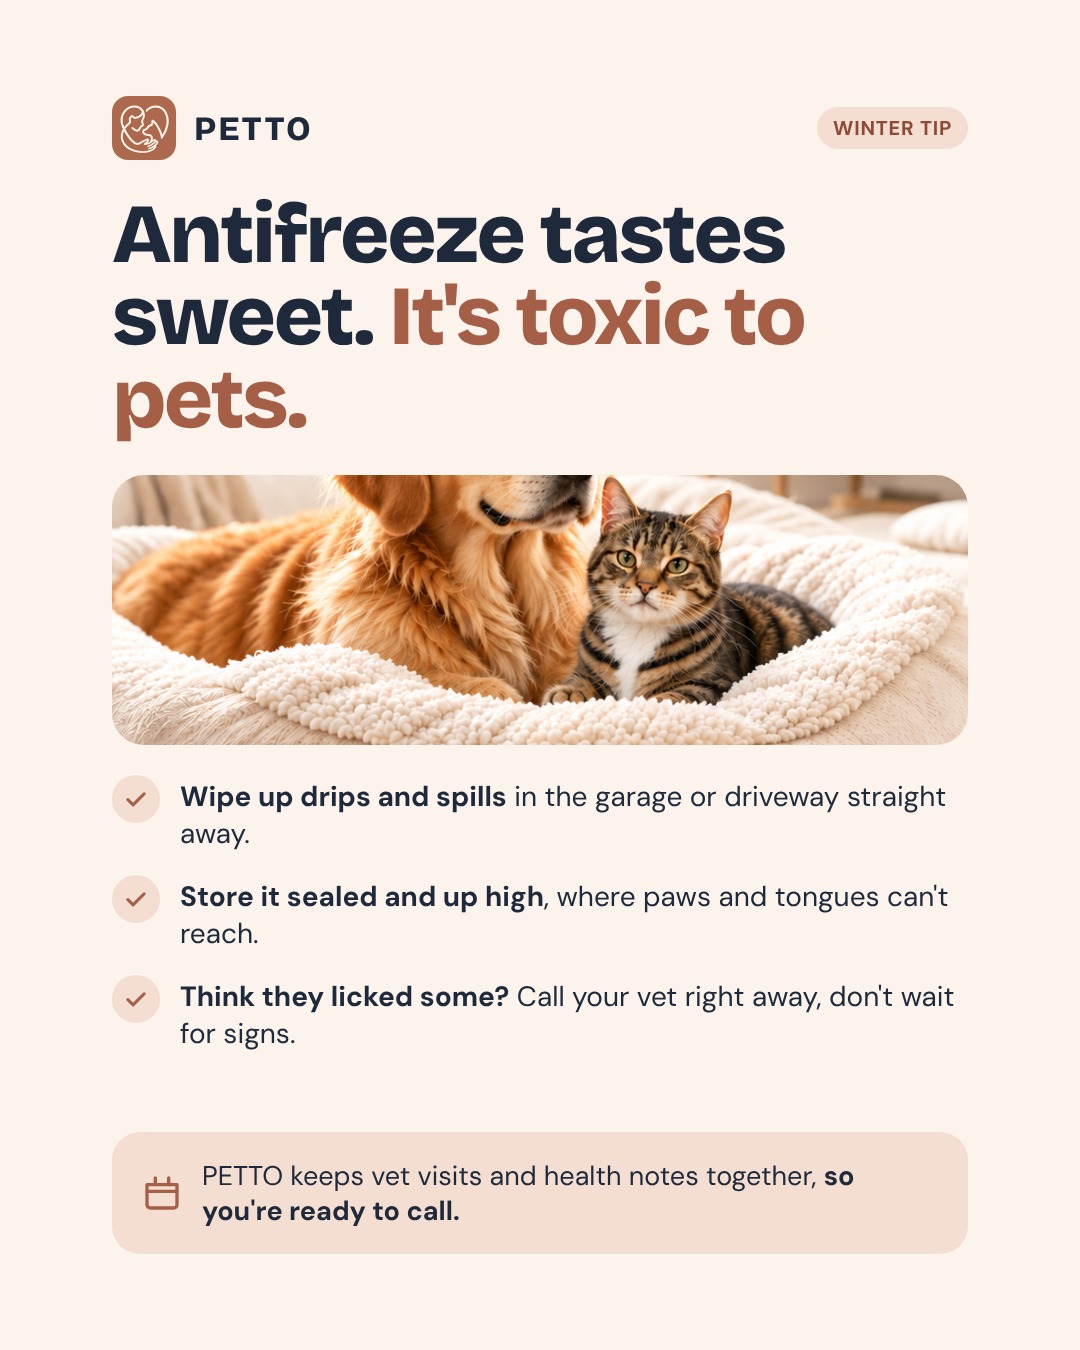 PETTO
WINTER TIP
Antifreeze tastes
sweet. It's toxic to
pets.
Wipe up drips and spills in the garage or driveway straight
away.
Store it sealed and up high, where paws and tongues can't
reach.
Think they licked some? Call your vet right away, don't wait
for signs.
PETTO keeps vet visits and health notes together, so
you're ready to call.